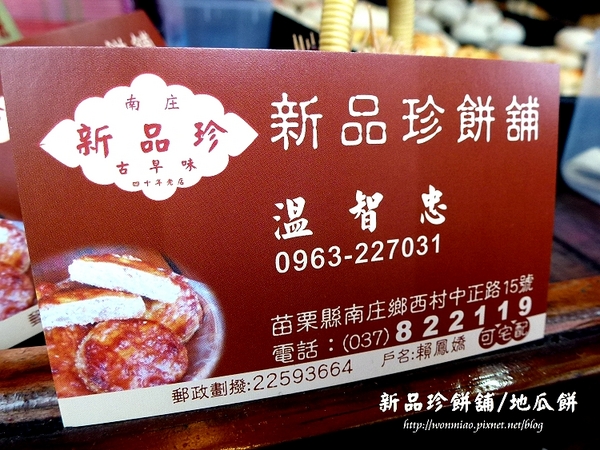 南庄
新品珍
古早味
四十年老店
新品珍餅舖
溫智忠
0963-227031
苗栗縣南庄鄉西村中正路15號
電話：(037)822119
郵政劃撥:22593664 戶名:賴鳳嬌 可宅配
新品珍餅舖/地瓜餅
http://wonmiao.pixnet.net/blog